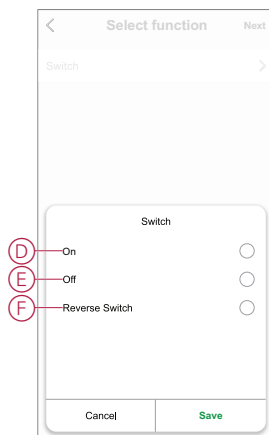 Select function Next
Switch
Switch
D On
E Off
F Reverse Switch
Cancel Save